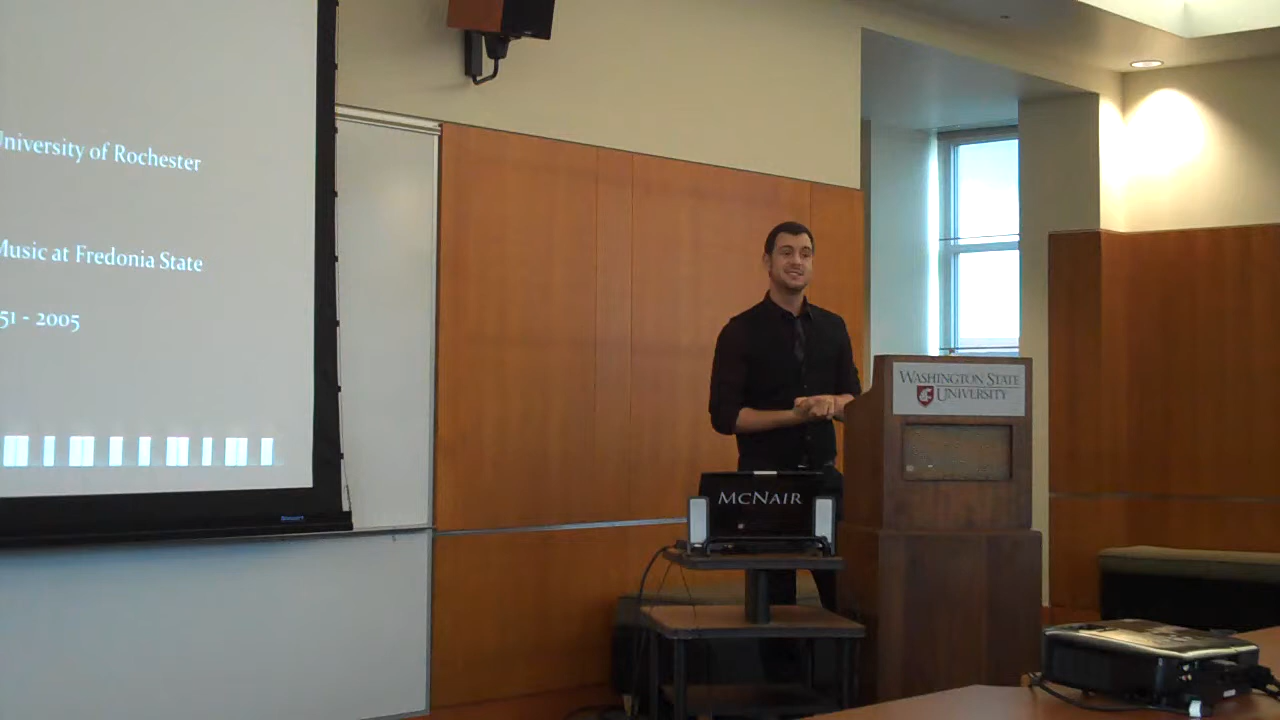 University of Rochester
Music at Fredonia State
51 - 2005
WASHINGTON STATE
UNIVERSITY
MCNAIR